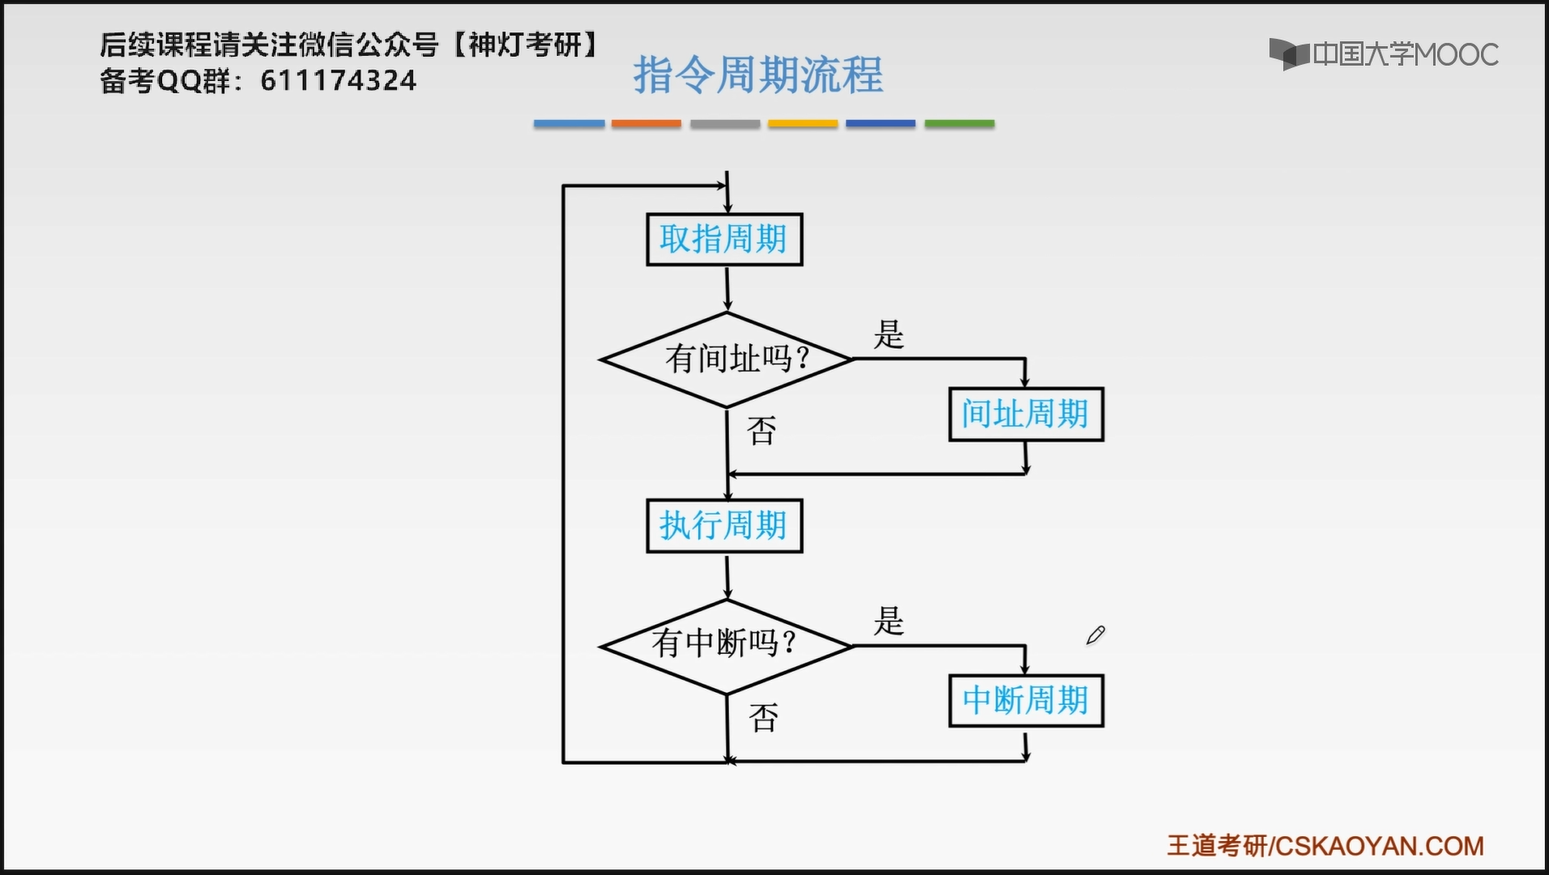 后续课程请关注微信公众号【神灯考研】
备考QQ群：611174324
指令周期流程
中国大学MOOC
取指周期
有间址吗?
是
间址周期
否
执行周期
有中断吗?
是
中断周期
否
王道考研/CSKAOYAN.COM